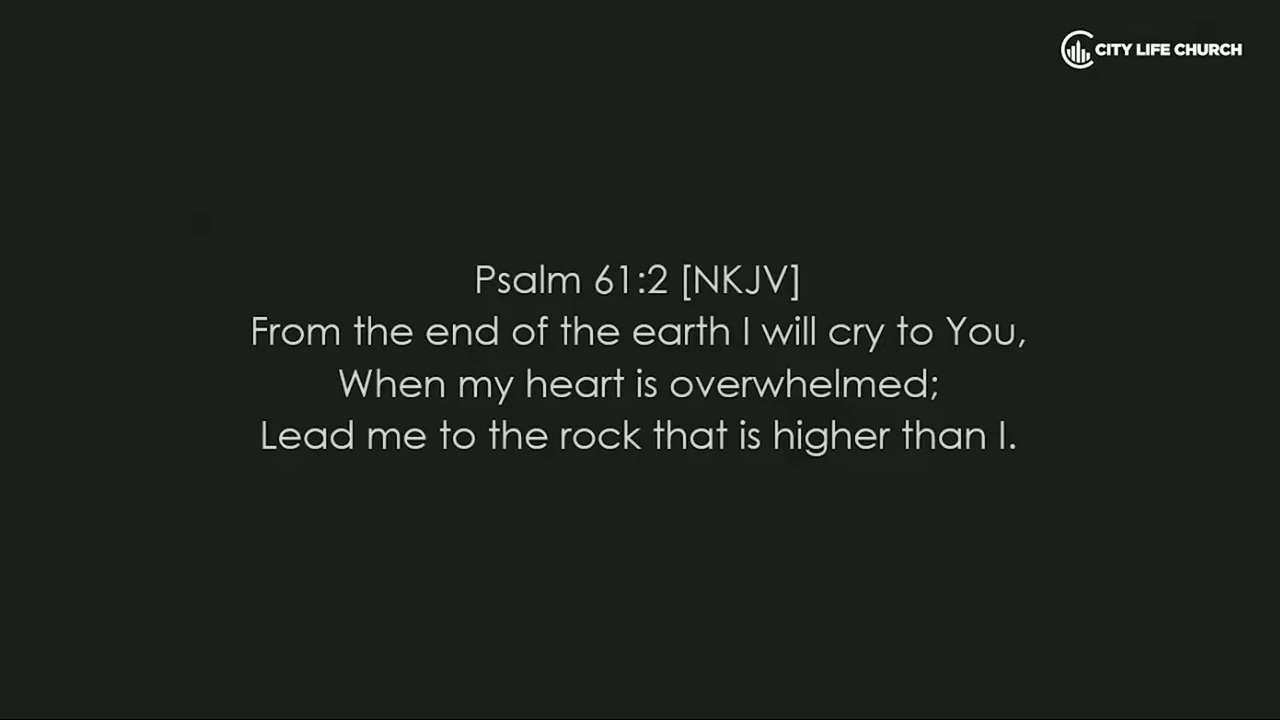 CITY LIFE CHURCH
Psalm 61:2 [NKJV]
From the end of the earth I will cry to You,
When my heart is overwhelmed;
Lead me to the rock that is higher than I.